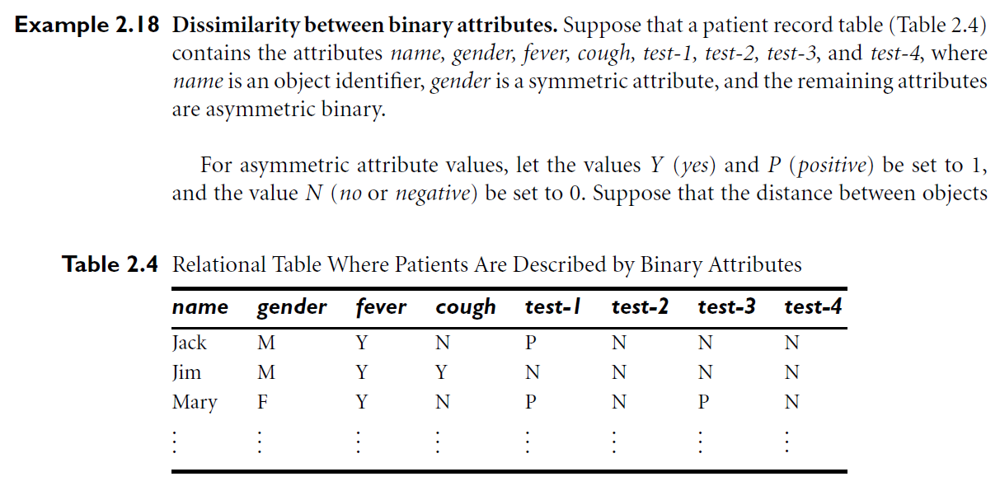 Example 2.18 Dissimilarity between binary attributes. Suppose that a patient record table (Table 2.4)
contains the attributes name, gender, fever, cough, test-1, test-2, test-3, and test-4, where
name is an object identifier, gender is a symmetric attribute, and the remaining attributes
are asymmetric binary.
For asymmetric attribute values, let the values Y (yes) and P (positive) be set to 1,
and the value N (no or negative) be set to 0. Suppose that the distance between objects
Table 2.4 Relational Table Where Patients Are Described by Binary Attributes
name gender fever cough test-1 test-2 test-3 test-4
Jack M Y N P N N N
Jim M Y Y N N N N
Mary F Y N P N P N
⋮ ⋮ ⋮ ⋮ ⋮ ⋮ ⋮ ⋮